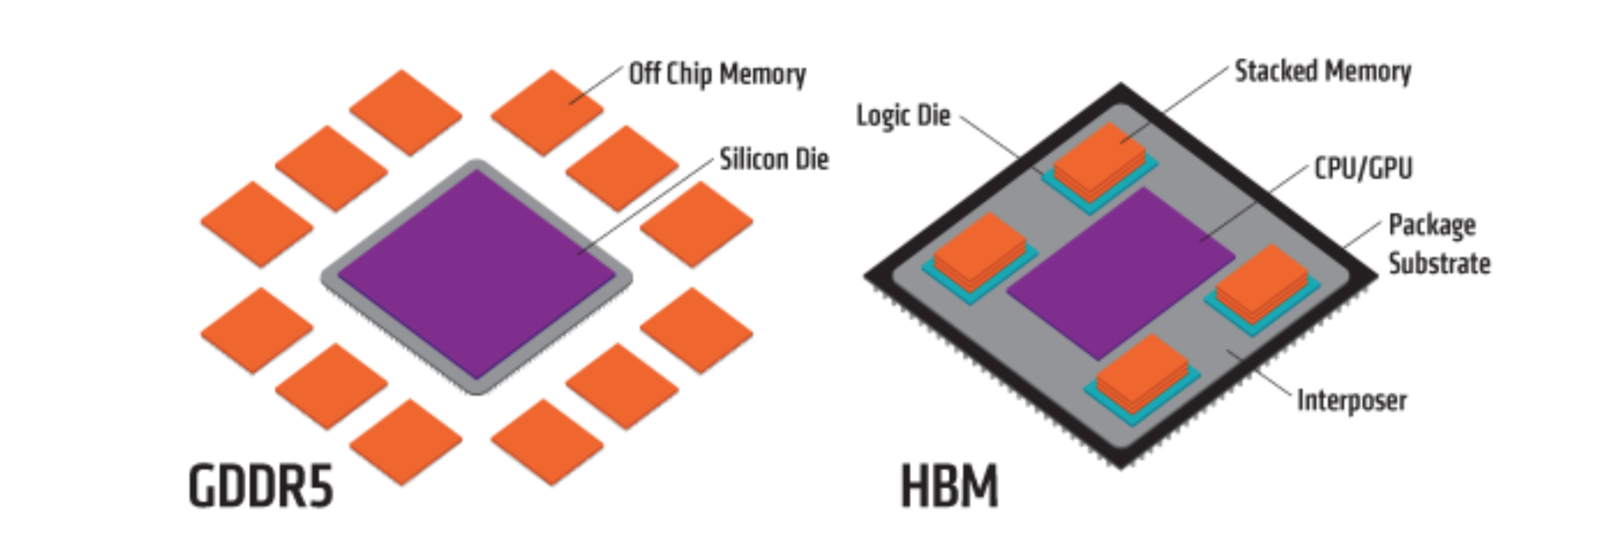 Off Chip Memory
Silicon Die
GDDR5
Stacked Memory
Logic Die
CPU/GPU
Package
Substrate
Interposer
HBM